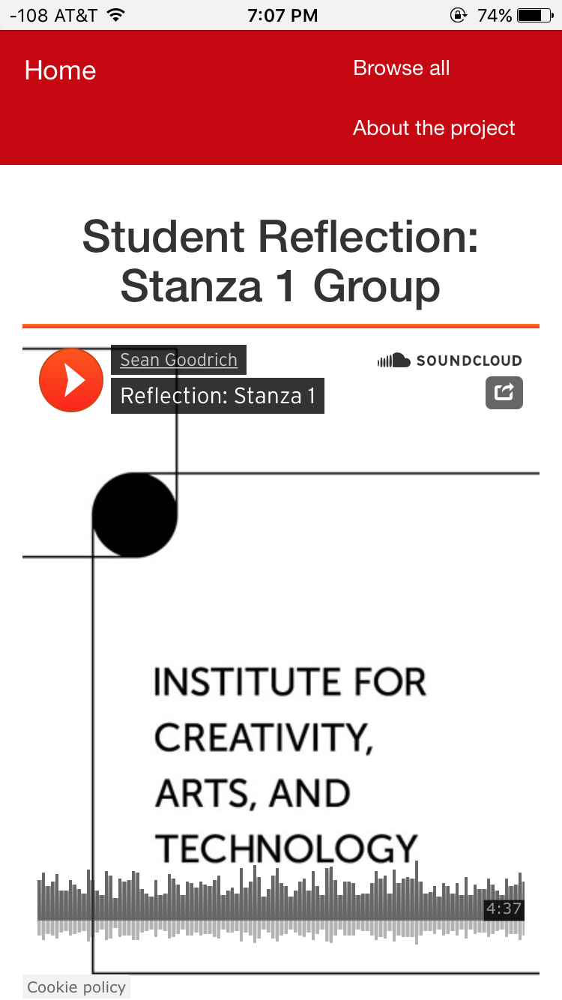 -108 AT&T 7:07 PM 74%
Home
Browse all
About the project
Student Reflection:
Stanza 1 Group
Sean Goodrich
SOUNDCLOUD
Reflection: Stanza 1
INSTITUTE FOR
CREATIVITY,
ARTS, AND
TECHNOLOGY
4:37
Cookie policy